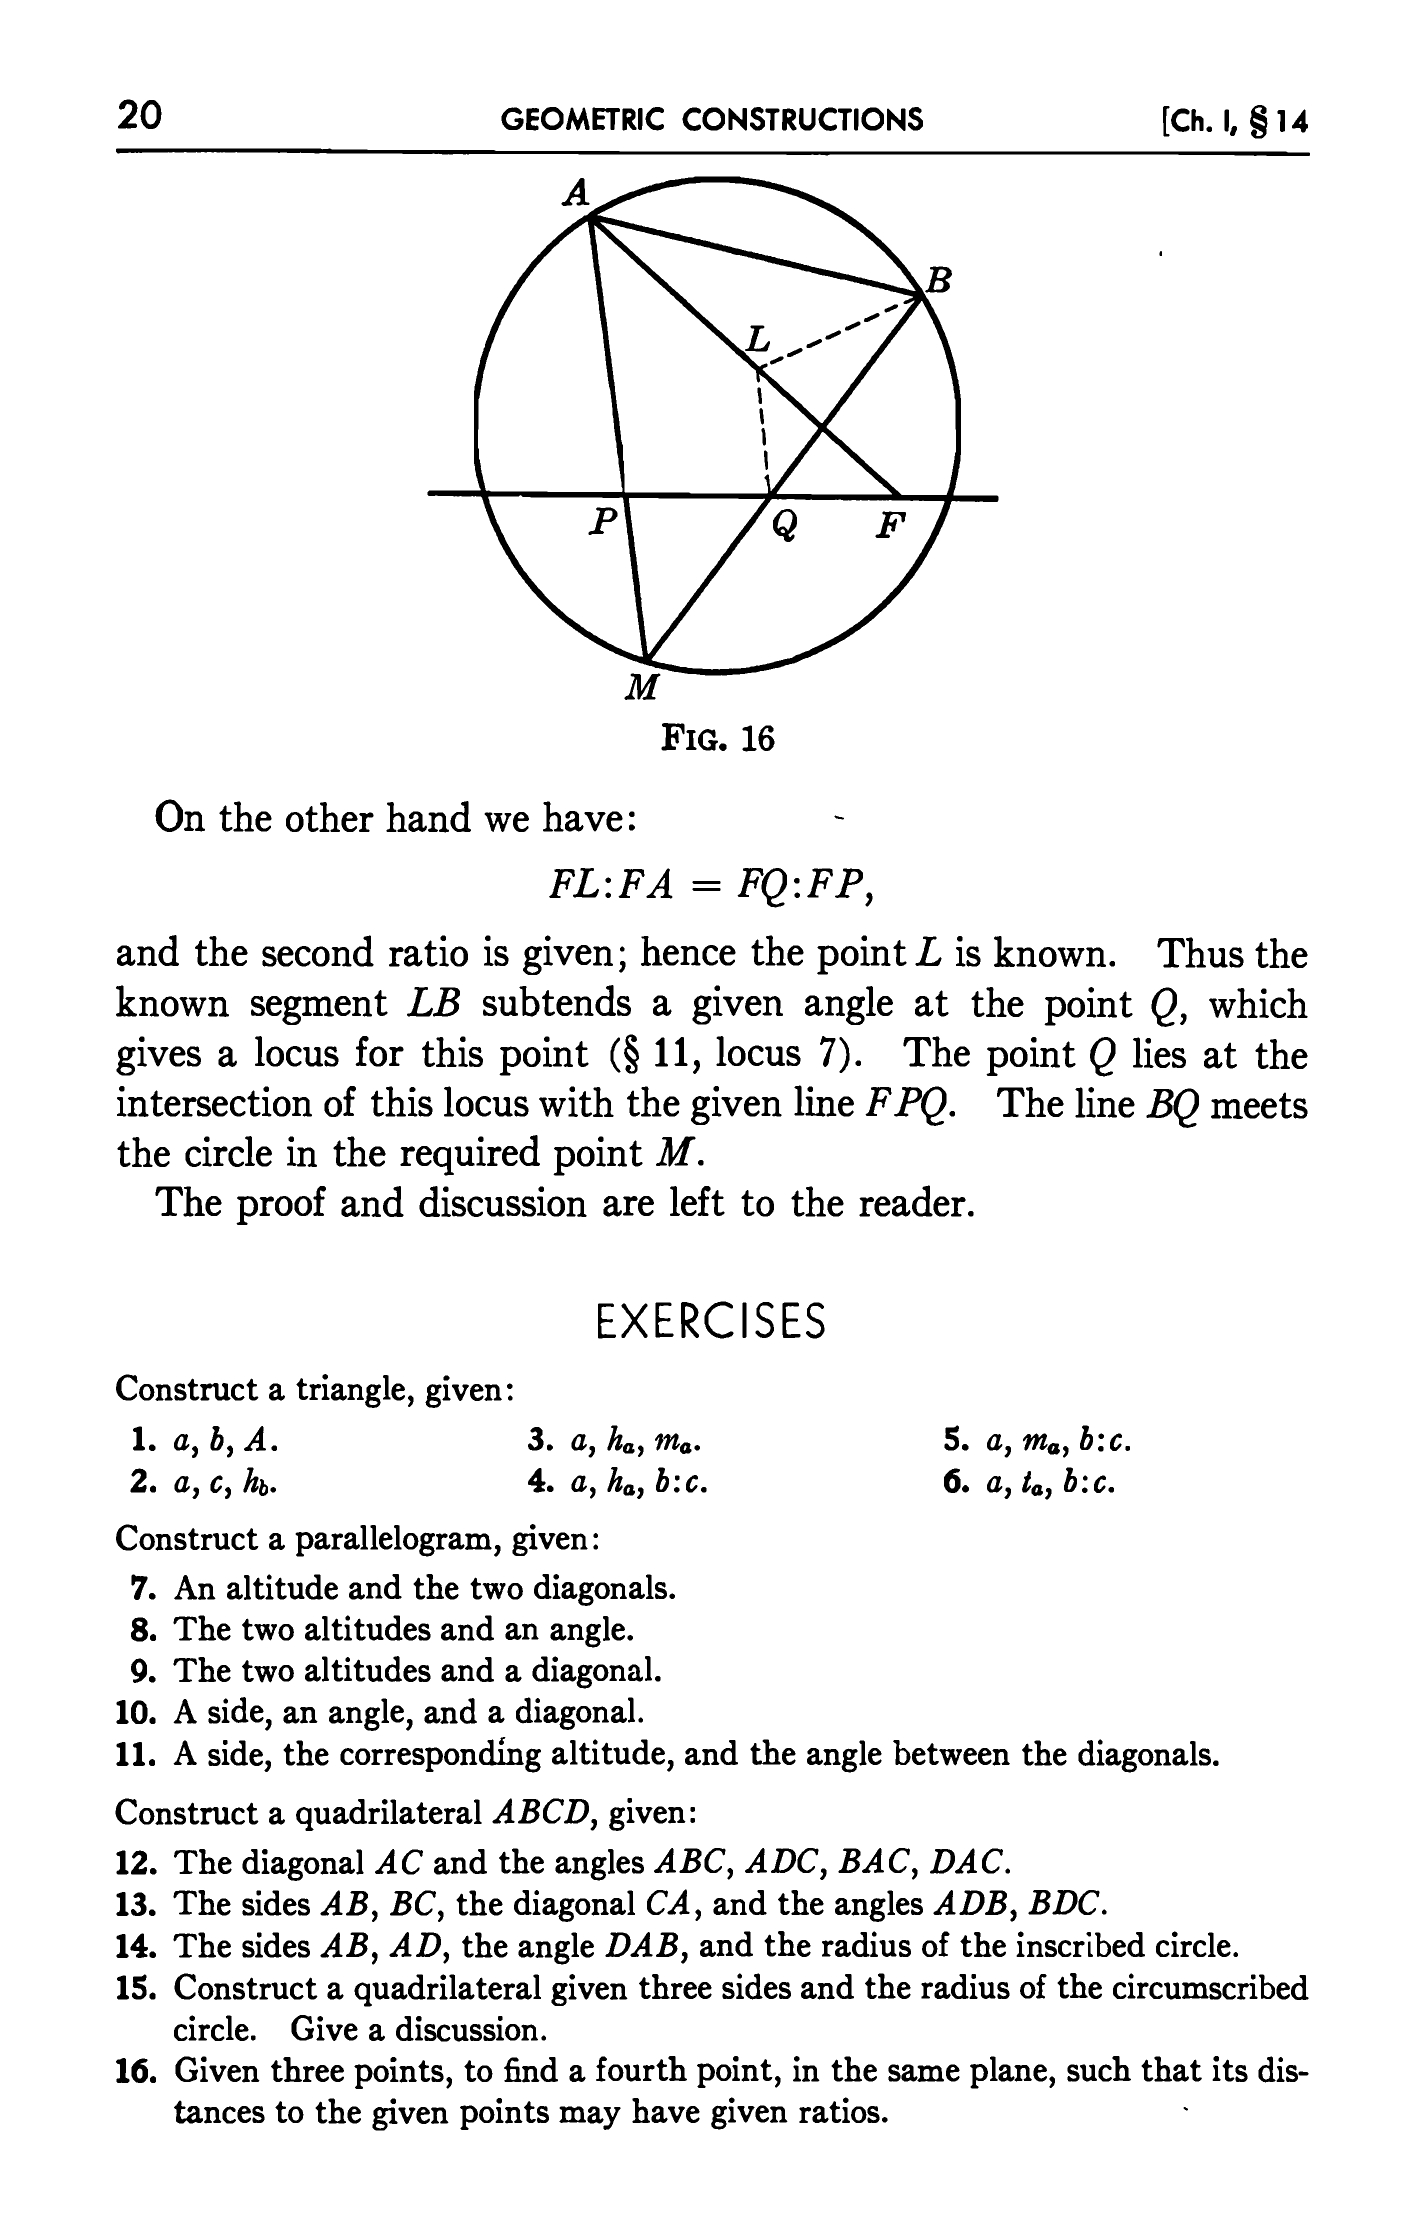 20 GEOMETRIC CONSTRUCTIONS [Ch. I, § 14
A
B
L
P Q F
M
FIG. 16
On the other hand we have:
FL:FA = FQ:FP,
and the second ratio is given; hence the point L is known. Thus the
known segment LB subtends a given angle at the point Q, which
gives a locus for this point (§ 11, locus 7). The point Q lies at the
intersection of this locus with the given line FPQ. The line BQ meets
the circle in the required point M.
The proof and discussion are left to the reader.
EXERCISES
Construct a triangle, given:
1. a, b, A. 3. a, hₐ, mₐ. 5. a, mₐ, b:c.
2. a, c, h_b. 4. a, hₐ, b:c. 6. a, tₐ, b:c.
Construct a parallelogram, given:
7. An altitude and the two diagonals.
8. The two altitudes and an angle.
9. The two altitudes and a diagonal.
10. A side, an angle, and a diagonal.
11. A side, the corresponding altitude, and the angle between the diagonals.
Construct a quadrilateral ABCD, given:
12. The diagonal AC and the angles ABC, ADC, BAC, DAC.
13. The sides AB, BC, the diagonal CA, and the angles ADB, BDC.
14. The sides AB, AD, the angle DAB, and the radius of the inscribed circle.
15. Construct a quadrilateral given three sides and the radius of the circumscribed
circle. Give a discussion.
16. Given three points, to find a fourth point, in the same plane, such that its dis-
tances to the given points may have given ratios.